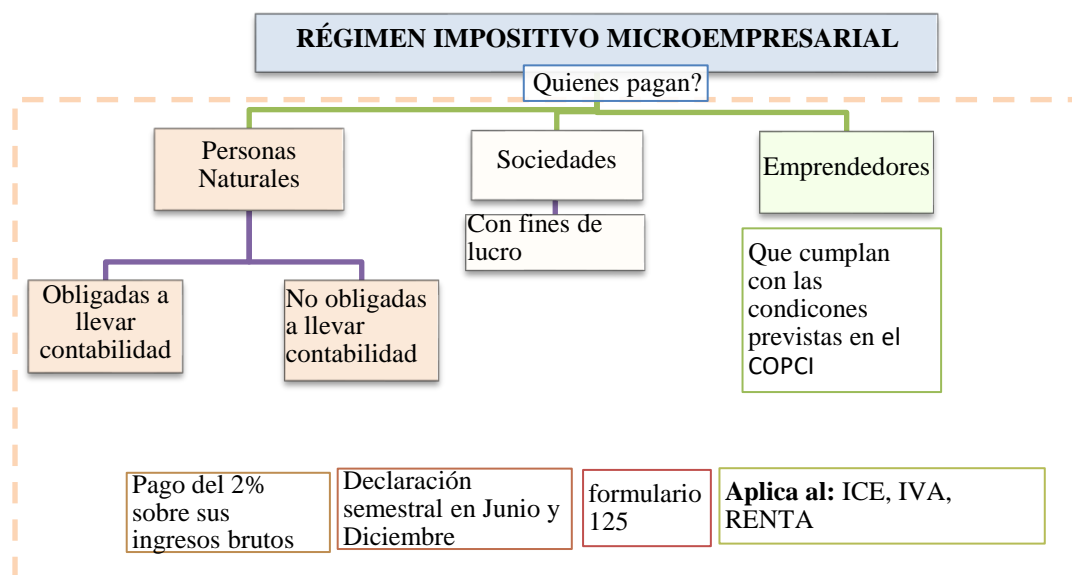 RÉGIMEN IMPOSITIVO MICROEMPRESARIAL
Quienes pagan?
Personas
Naturales
Sociedades
Emprendedores
Con fines de
lucro
Que cumplan
con las
condicones
previstas en el
COPCI
Obligadas a
llevar
contabilidad
No obligadas
a llevar
contabilidad
Pago del 2%
sobre sus
ingresos brutos
Declaración
semestral en Junio y
Diciembre
formulario
125
Aplica al: ICE, IVA,
RENTA